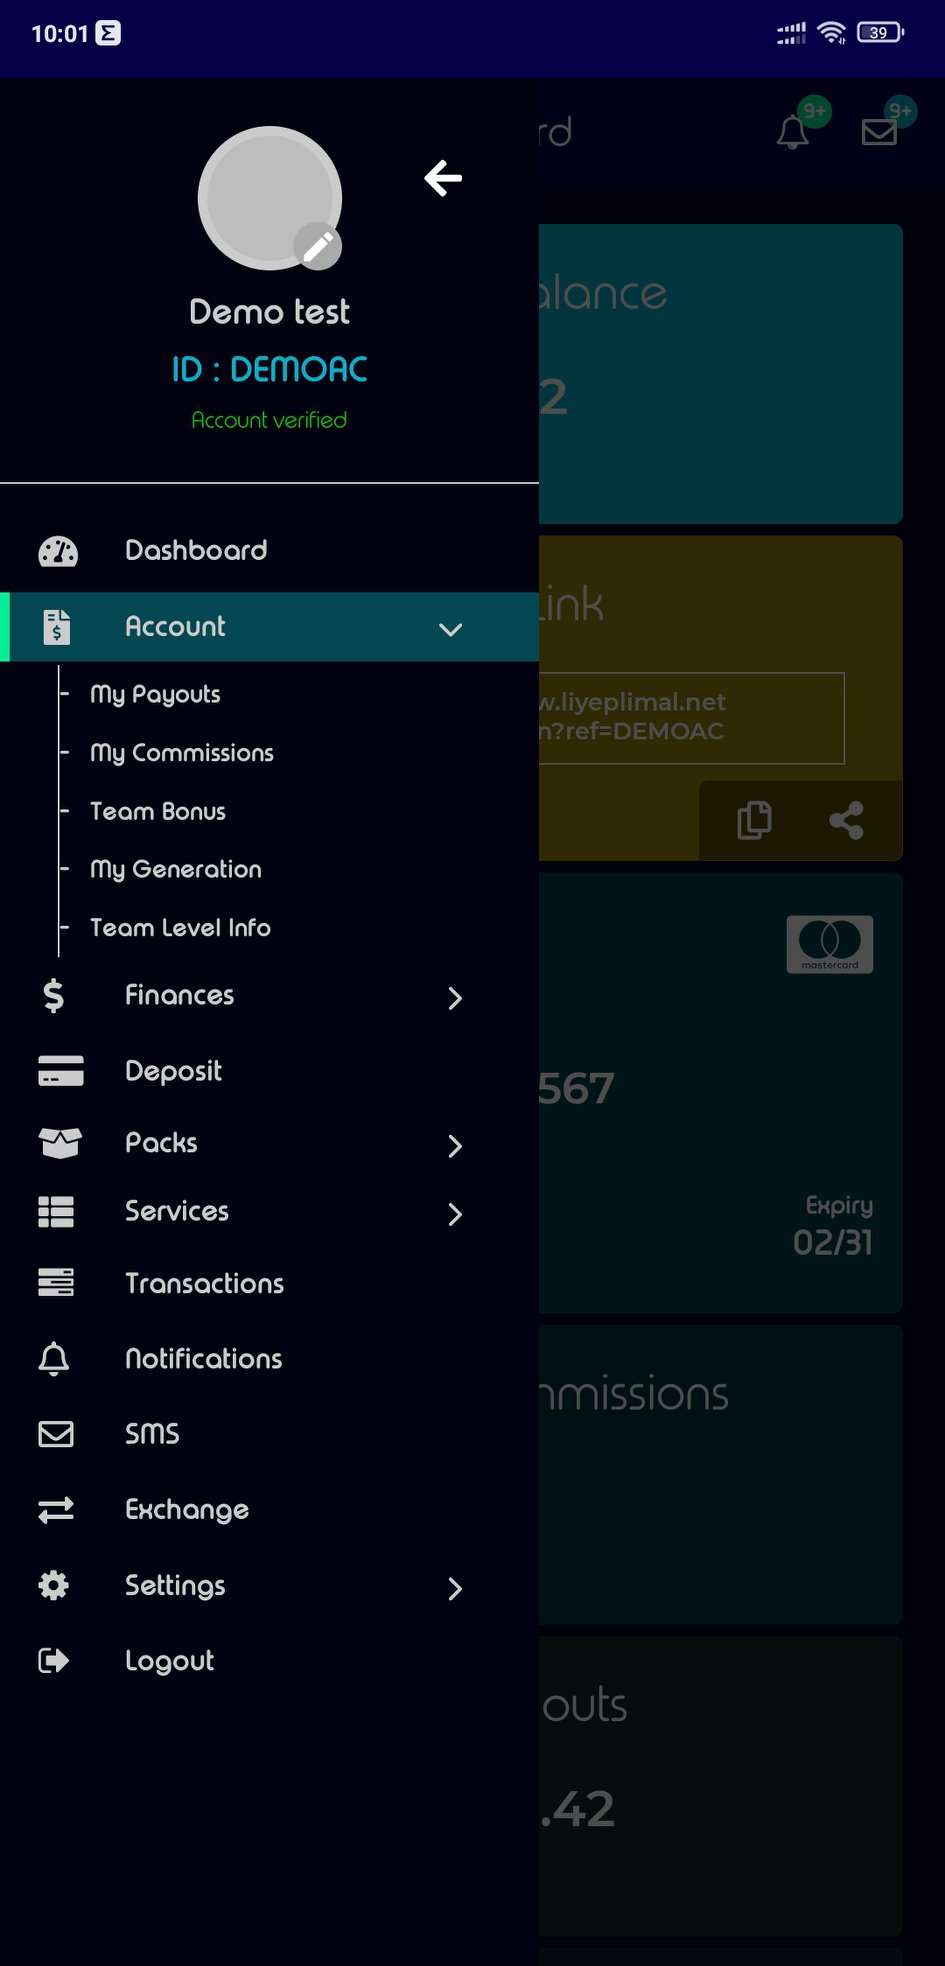 10:01
39
rd
9+
9+
Demo test
ID : DEMOAC
Account verified
alance
2
Link
w.liyeplimal.net
n?ref=DEMOAC
Dashboard
Account
My Payouts
My Commissions
Team Bonus
My Generation
Team Level Info
Finances
Deposit
Packs
Services
Transactions
Notifications
SMS
Exchange
Settings
Logout
mastercard
567
Expiry
02/31
mmissions
outs
.42